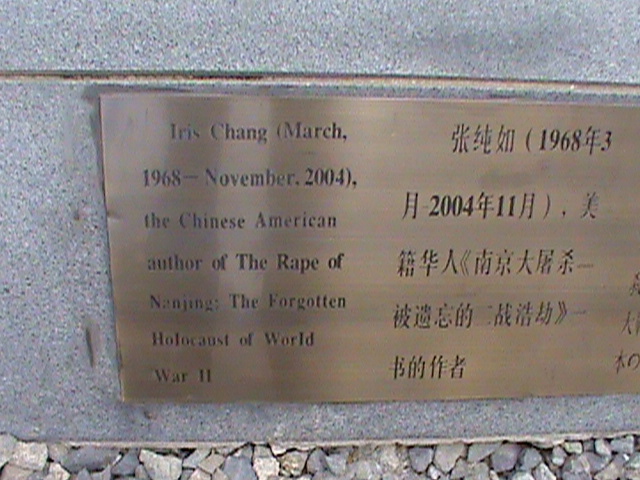 Iris Chang (March,
1968— November. 2004),
the Chinese American
author of The Rape of
Nanjing: The Forgotten
Holocaust of World
War II
张纯如（1968年3
月-2004年11月），美
籍华人《南京大屠杀—
被遗忘的二战浩劫》一
书的作者
大
本の